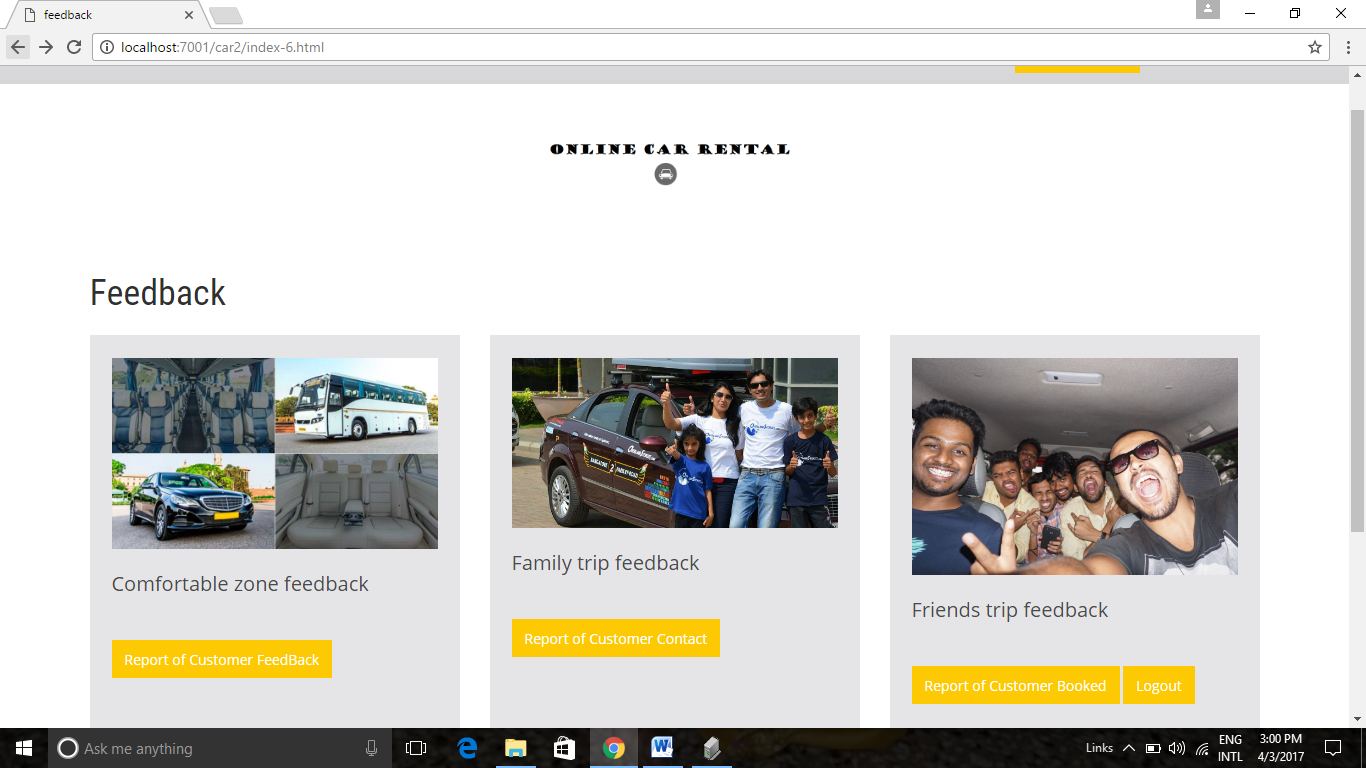 feedback
localhost:7001/car2/index-6.html
ONLINE CAR RENTAL
Feedback
Comfortable zone feedback
Report of Customer FeedBack
BANGALORE 2
Family trip feedback
Report of Customer Contact
Friends trip feedback
Report of Customer Booked
Logout
Ask me anything
Links
ENG
INTL
3:00 PM
4/3/2017